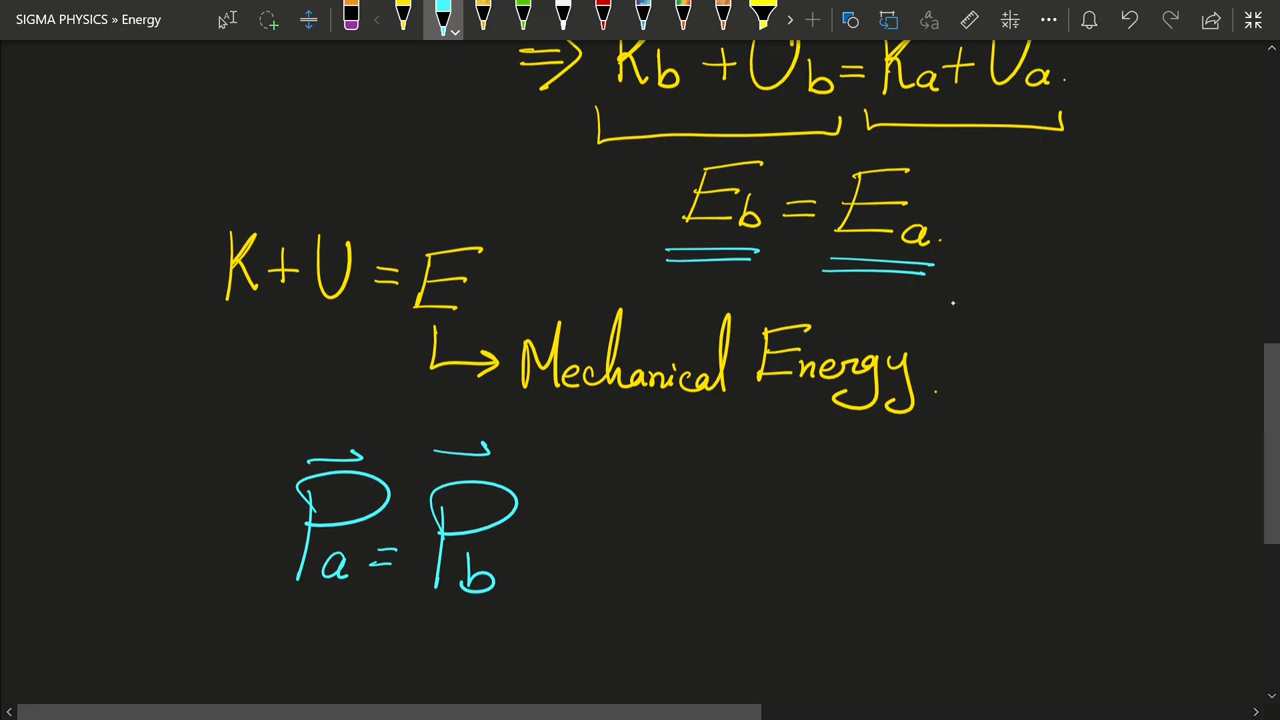 SIGMA PHYSICS » Energy
⇒ Kb + Ub = Ka + Ua.
Eb = Ea.
K + U = E
↳ Mechanical Energy.
P⃗a = P⃗b